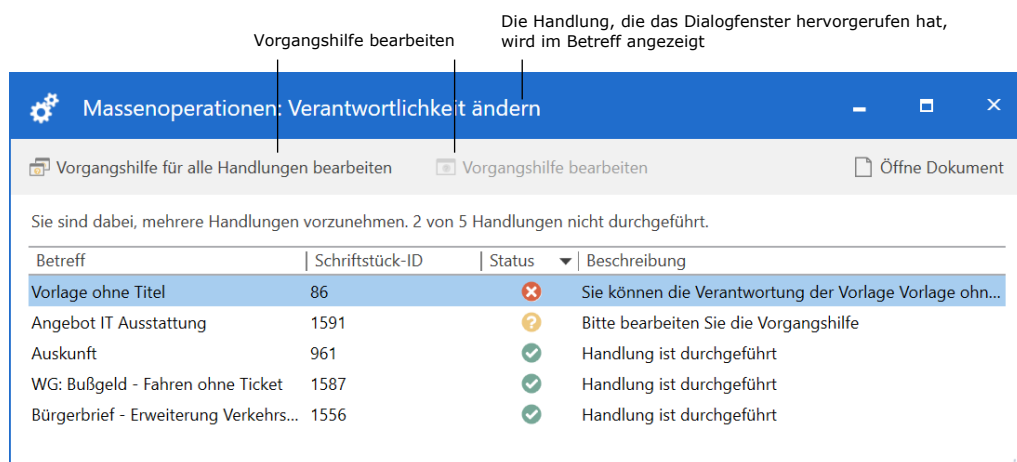 Die Handlung, die das Dialogfenster hervorgerufen hat,
Vorgangshilfe bearbeiten
wird im Betreff angezeigt
Massenoperationen: Verantwortlichkeit ändern
Vorgangshilfe für alle Handlungen bearbeiten Vorgangshilfe bearbeiten Öffne Dokument
Sie sind dabei, mehrere Handlungen vorzunehmen. 2 von 5 Handlungen nicht durchgeführt.
Betreff Schriftstück-ID Status Beschreibung
Vorlage ohne Titel 86 Sie können die Verantwortung der Vorlage Vorlage ohn...
Angebot IT Ausstattung 1591 Bitte bearbeiten Sie die Vorgangshilfe
Auskunft 961 Handlung ist durchgeführt
WG: Bußgeld - Fahren ohne Ticket 1587 Handlung ist durchgeführt
Bürgerbrief - Erweiterung Verkehrs... 1556 Handlung ist durchgeführt